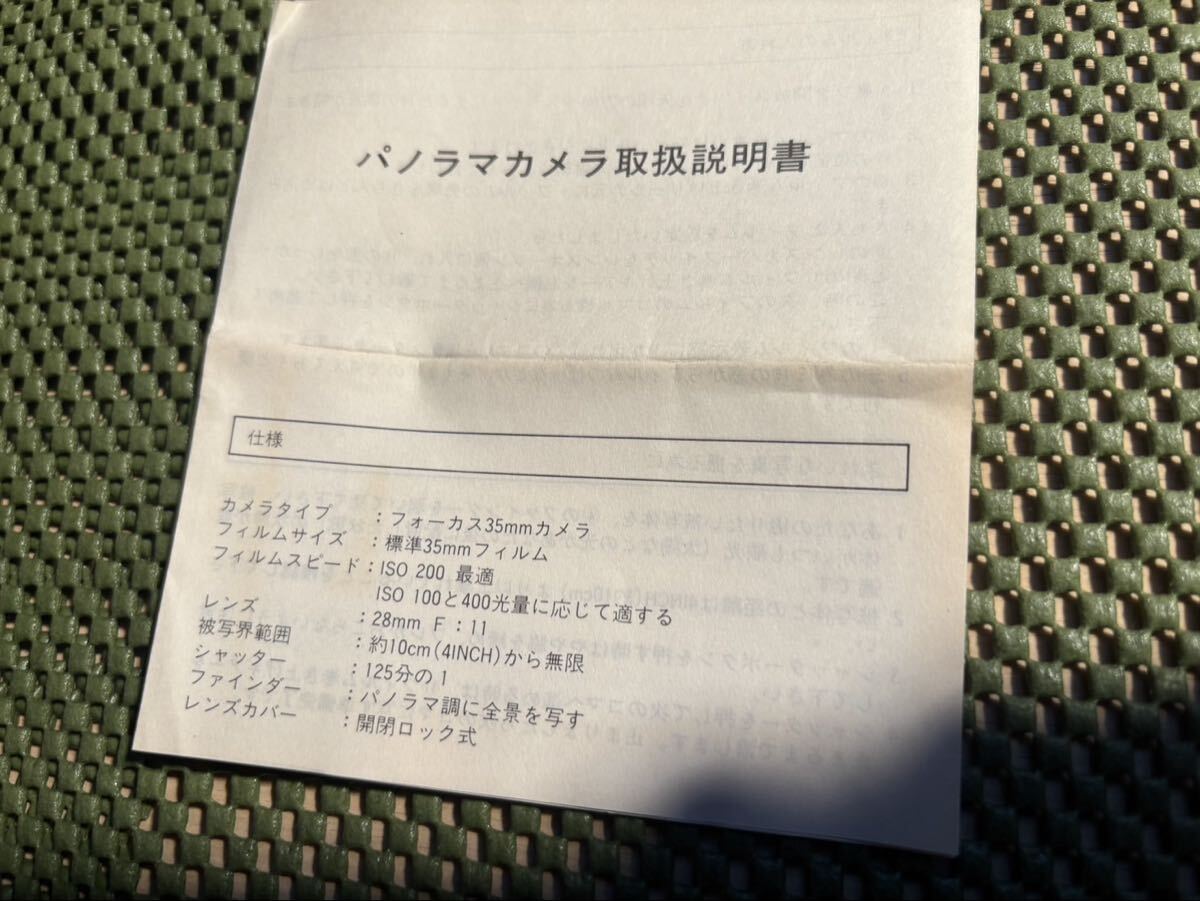 パノラマカメラ取扱説明書
仕様
カメラタイプ ：フォーカス35mmカメラ
フィルムサイズ ：標準35mmフィルム
フィルムスピード：ISO 200 最適
ISO 100と400光量に応じて適する
レンズ ：28mm F：11
被写界範囲 ：約10cm(4INCH)から無限
シャッター ：125分の1
ファインダー ：パノラマ調に全景を写す
レンズカバー ：開閉ロック式